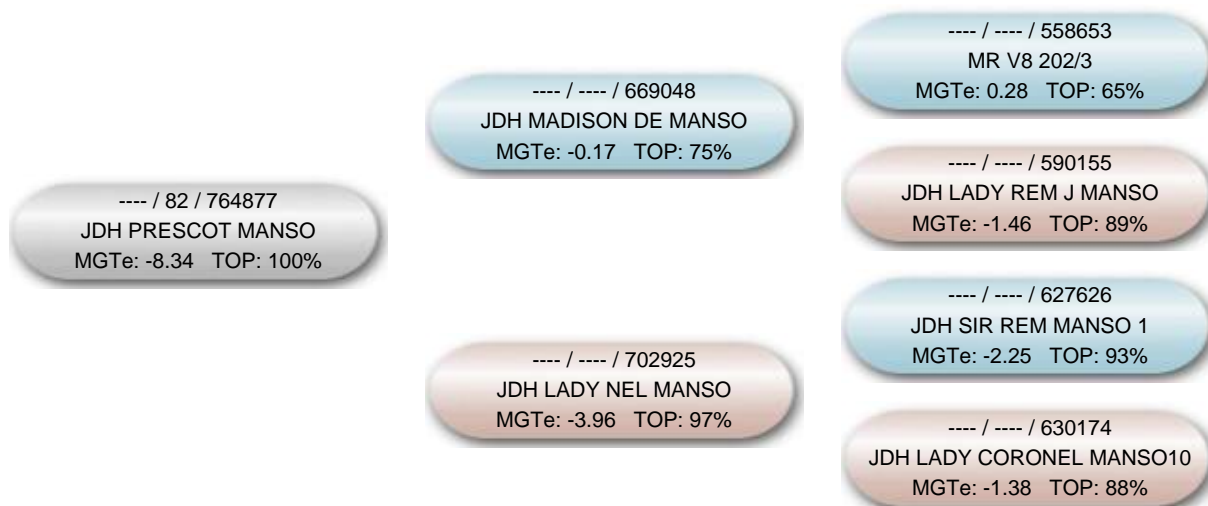 ---- / 82 / 764877
JDH PRESCOT MANSO
MGTe: -8.34 TOP: 100%
---- / ---- / 669048
JDH MADISON DE MANSO
MGTe: -0.17 TOP: 75%
---- / ---- / 702925
JDH LADY NEL MANSO
MGTe: -3.96 TOP: 97%
---- / ---- / 558653
MR V8 202/3
MGTe: 0.28 TOP: 65%
---- / ---- / 590155
JDH LADY REM J MANSO
MGTe: -1.46 TOP: 89%
---- / ---- / 627626
JDH SIR REM MANSO 1
MGTe: -2.25 TOP: 93%
---- / ---- / 630174
JDH LADY CORONEL MANSO10
MGTe: -1.38 TOP: 88%